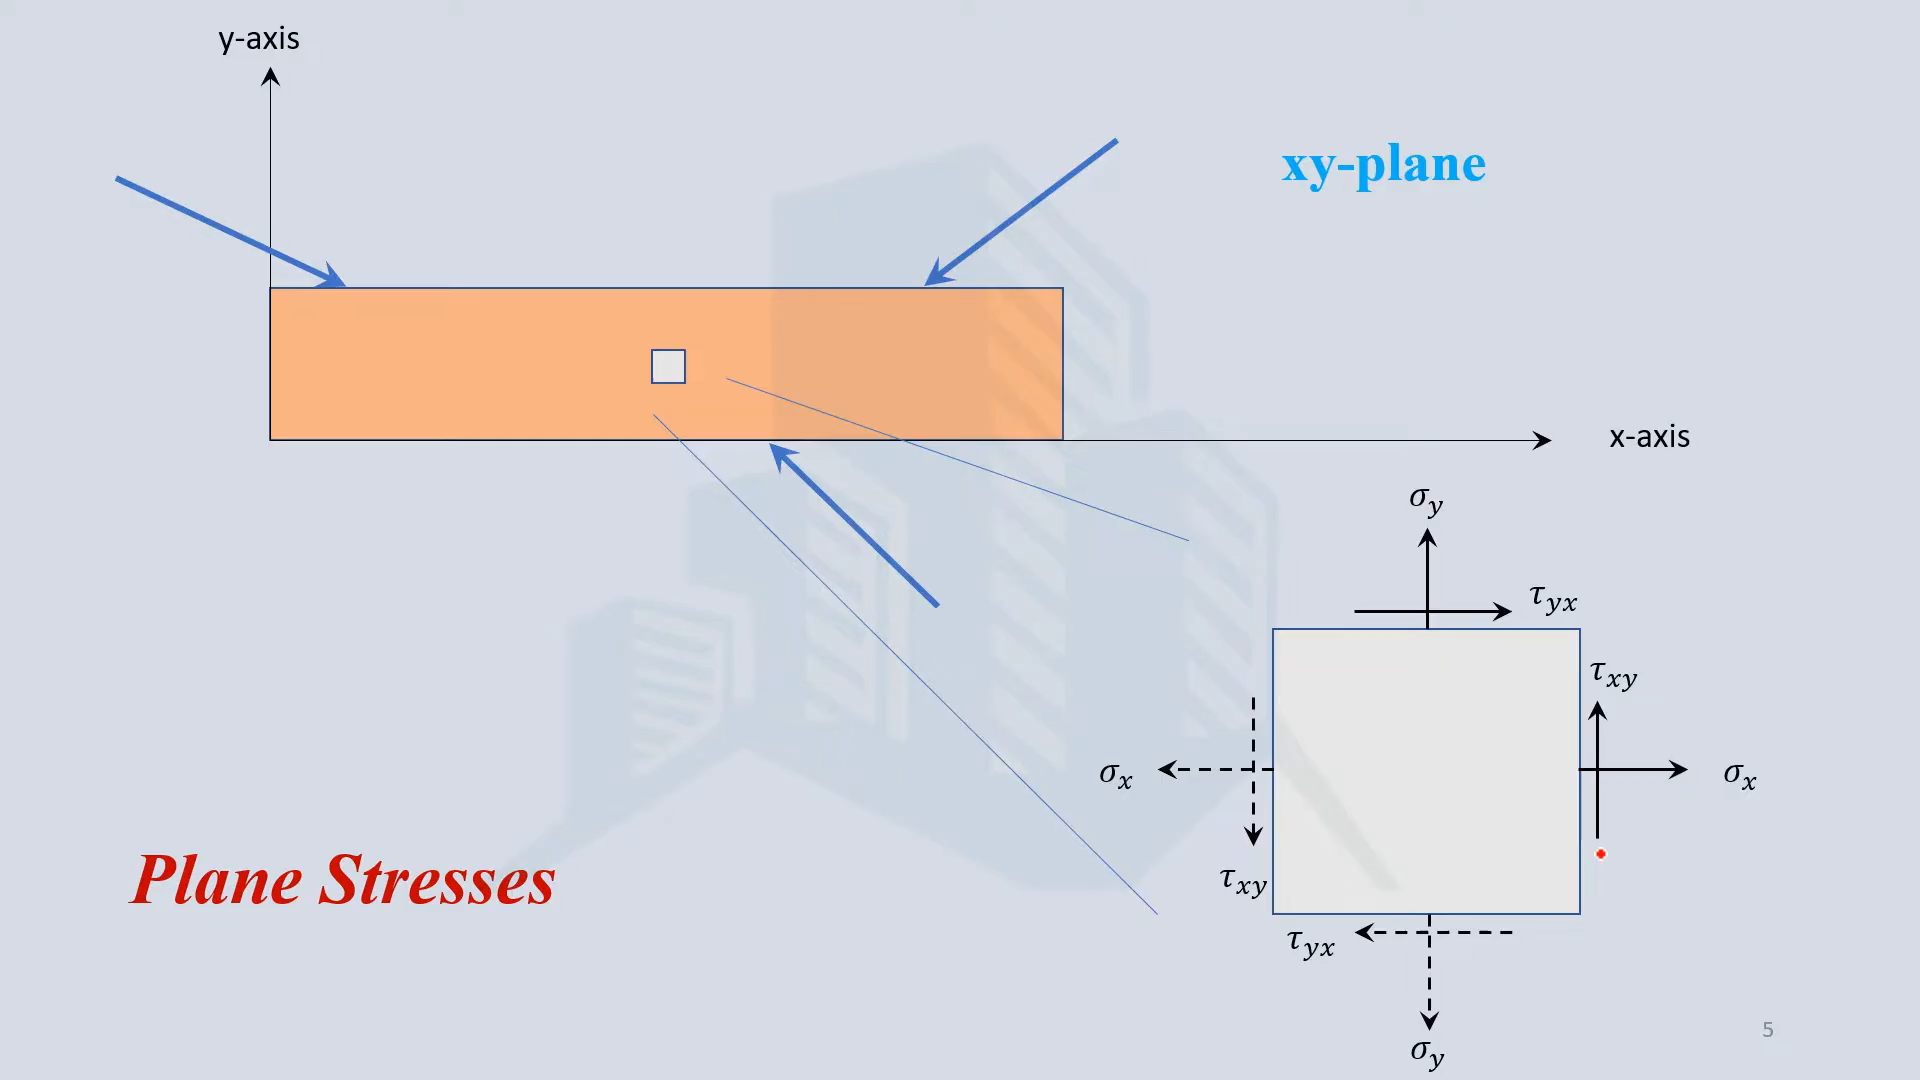 y-axis
xy-plane
x-axis
σy
τyx
τxy
σx
σx
τxy
Plane Stresses
τyx
σy
5